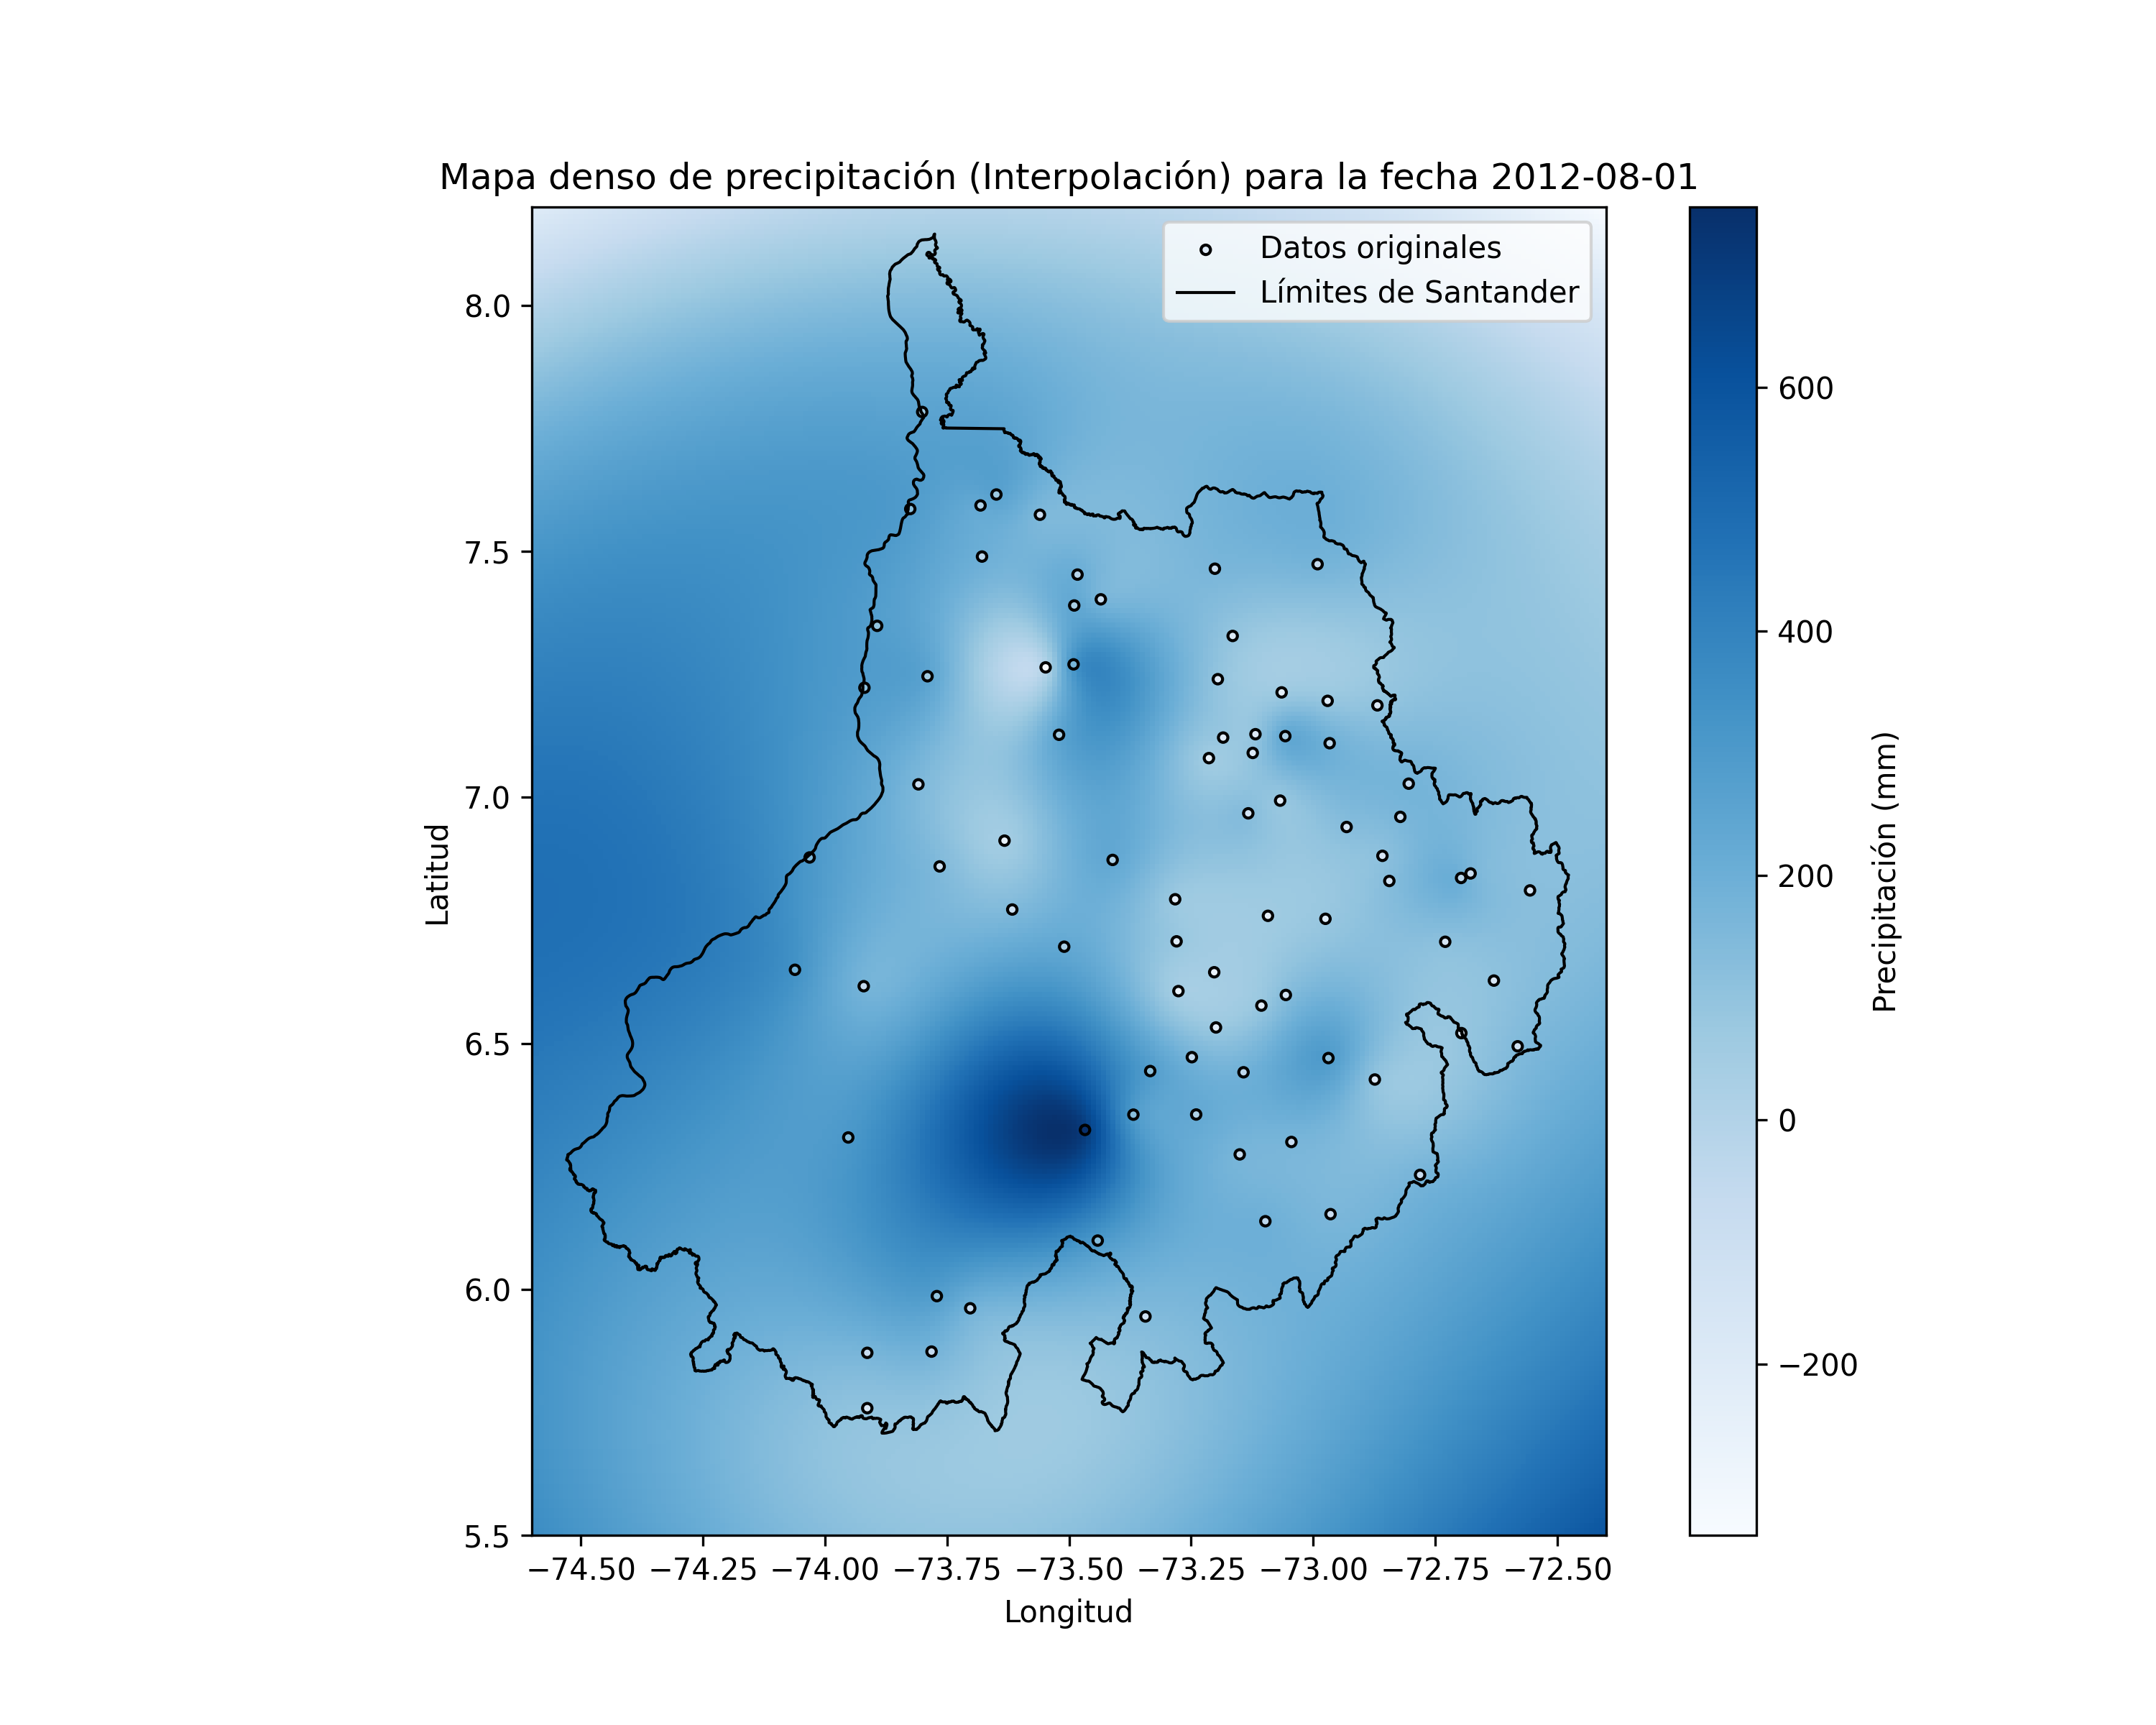 Mapa denso de precipitación (Interpolación) para la fecha 2012-08-01
Datos originales
Límites de Santander
8.0
7.5
7.0
6.5
6.0
5.5
Latitud
−74.50 −74.25 −74.00 −73.75 −73.50 −73.25 −73.00 −72.75 −72.50
Longitud
600
400
200
0
−200
Precipitación (mm)